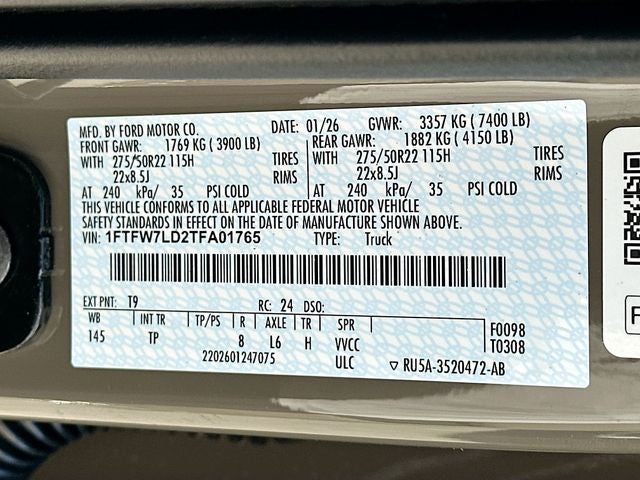 MFD. BY FORD MOTOR CO. DATE: 01/26 GVWR: 3357 KG ( 7400 LB)
FRONT GAWR: 1769 KG ( 3900 LB) REAR GAWR: 1882 KG ( 4150 LB)
WITH 275/50R22 115H TIRES WITH 275/50R22 115H TIRES
22x8.5J RIMS 22x8.5J RIMS
AT 240 kPa/ 35 PSI COLD AT 240 kPa/ 35 PSI COLD
THIS VEHICLE CONFORMS TO ALL APPLICABLE FEDERAL MOTOR VEHICLE
SAFETY STANDARDS IN EFFECT ON THE DATE OF MANUFACTURE SHOWN ABOVE.
VIN: 1FTFW7LD2TFA01765 TYPE: Truck
EXT PNT: T9 RC: 24 DSO:
WB INT TR TP/PS R AXLE TR SPR F0098
145 TP 8 L6 H VVCC T0308
2202601247075 ULC ▽ RU5A-3520472-AB
1FTFW7LD
F